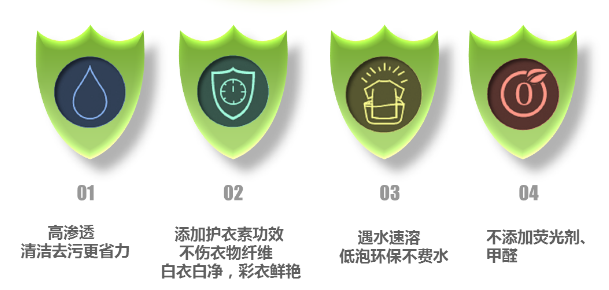 0
01
02
03
04
高渗透
清洁去污更省力
添加护衣素功效
不伤衣物纤维
白衣白净，彩衣鲜艳
遇水速溶
低泡环保不费水
不添加荧光剂、
甲醛